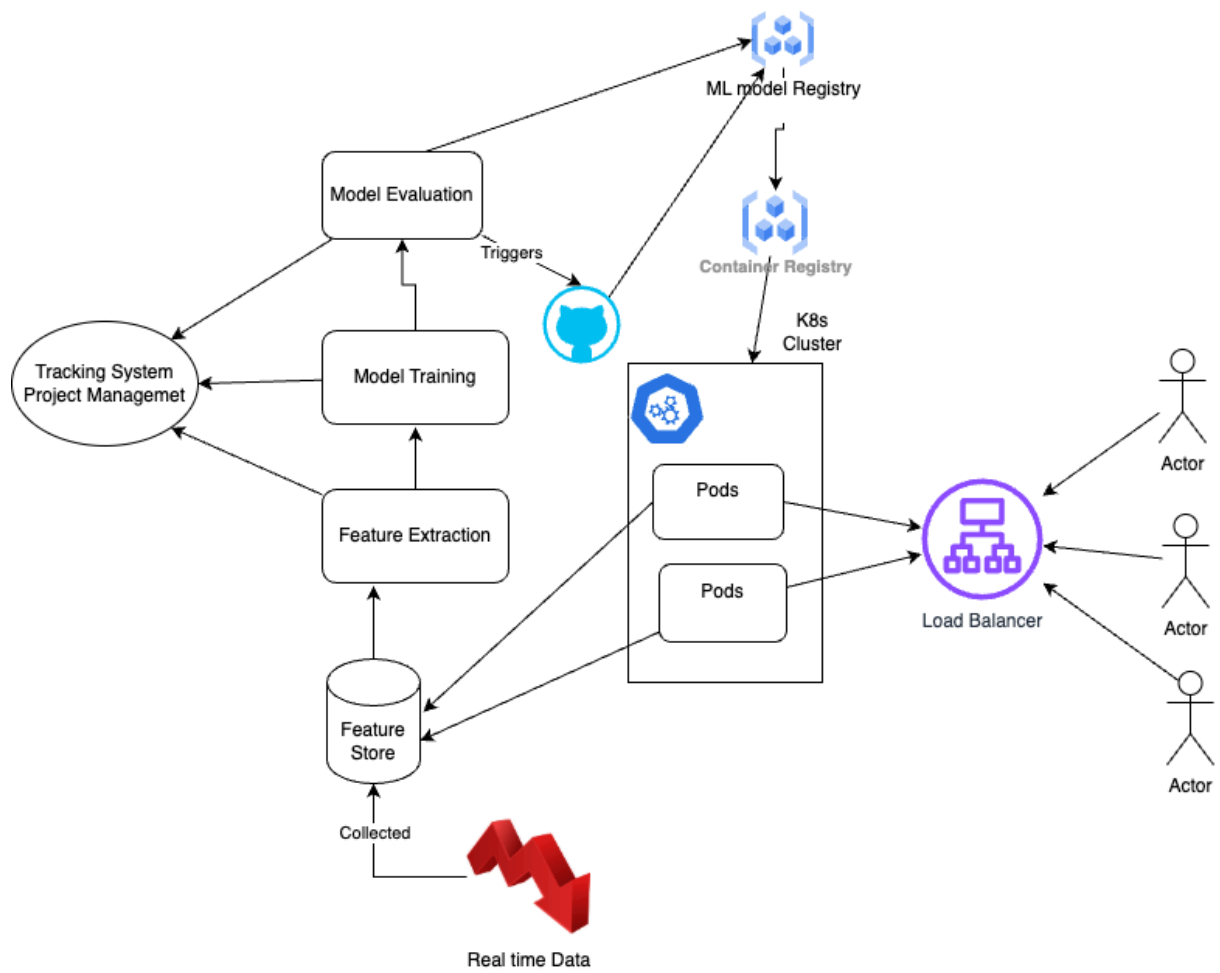 ML model Registry
Model Evaluation
Triggers
Container Registry
K8s
Cluster
Tracking System
Project Managemet
Model Training
Actor
Pods
Feature Extraction
Pods
Load Balancer
Actor
Feature
Store
Actor
Collected
Real time Data